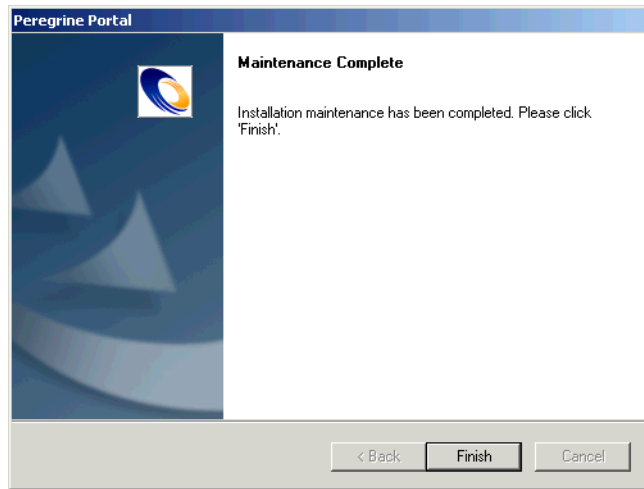 Peregrine Portal
Maintenance Complete
Installation maintenance has been completed. Please click
'Finish'.
< Back
Finish
Cancel